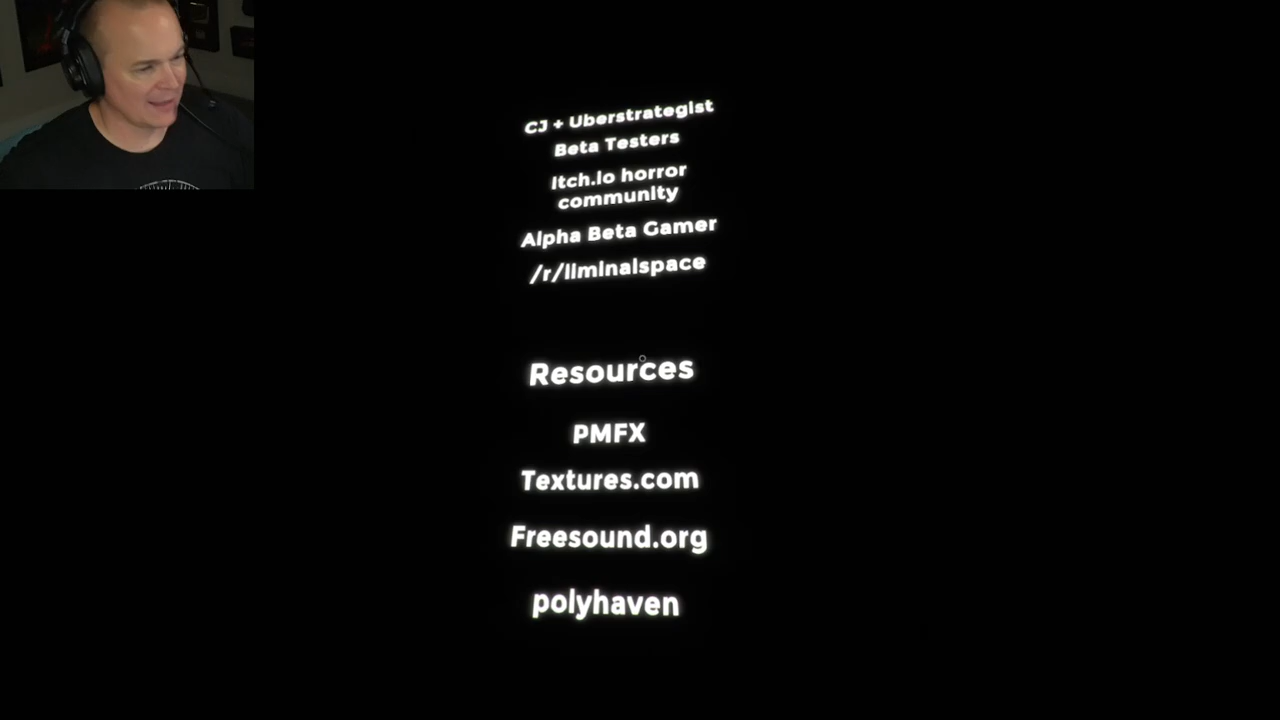 CJ + Uberstrategist
Beta Testers
Itch.io horror
community
Alpha Beta Gamer
/r/liminalspace
Resources
PMFX
Textures.com
Freesound.org
polyhaven